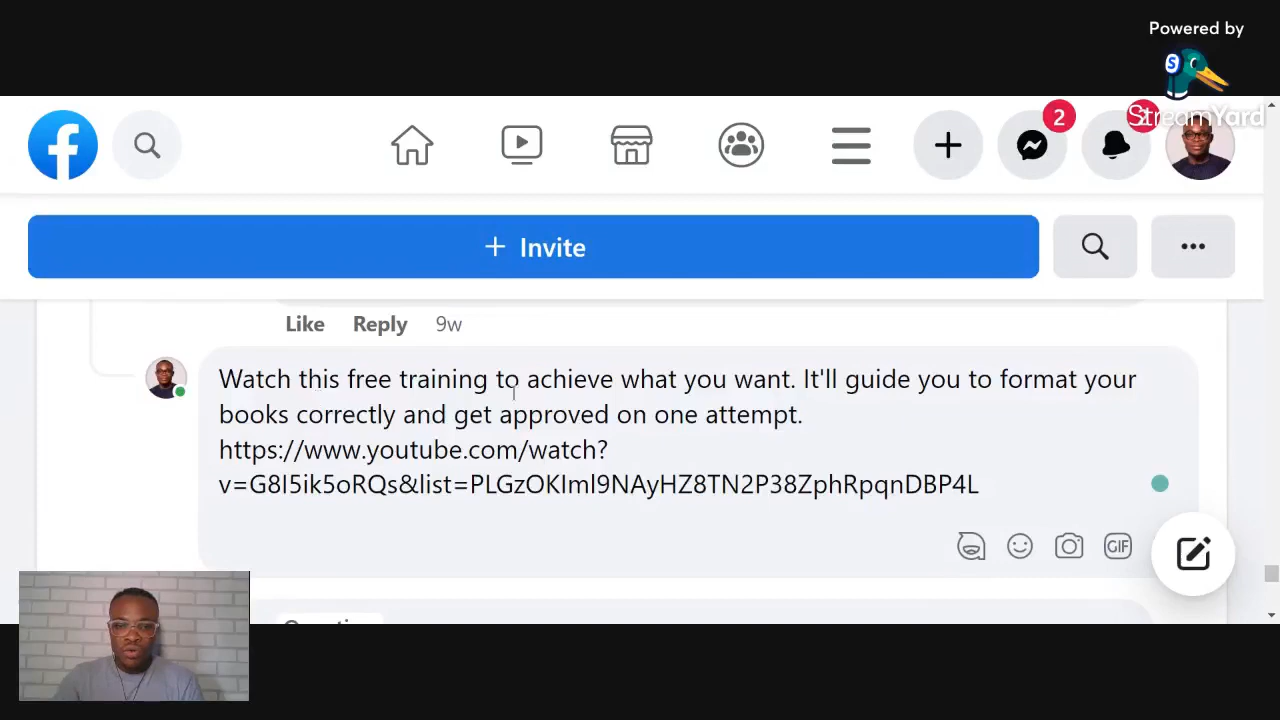 Powered by
StreamYard
2
+ Invite
Like Reply 9w
Watch this free training to achieve what you want. It'll guide you to format your
books correctly and get approved on one attempt.
https://www.youtube.com/watch?
v=G8I5ik5oRQs&list=PLGzOKIml9NAyHZ8TN2P38ZphRpqnDBP4L
GIF